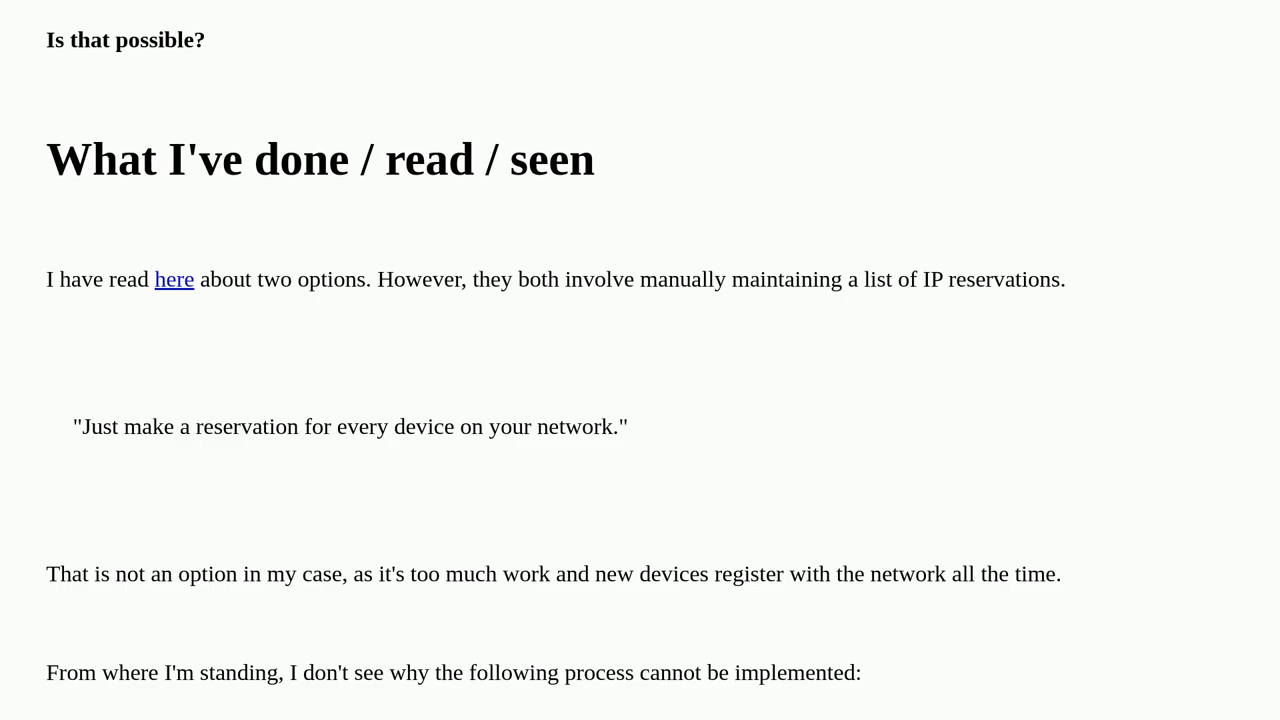 Is that possible?
What I've done / read / seen
I have read here about two options. However, they both involve manually maintaining a list of IP reservations.
"Just make a reservation for every device on your network."
That is not an option in my case, as it's too much work and new devices register with the network all the time.
From where I'm standing, I don't see why the following process cannot be implemented: